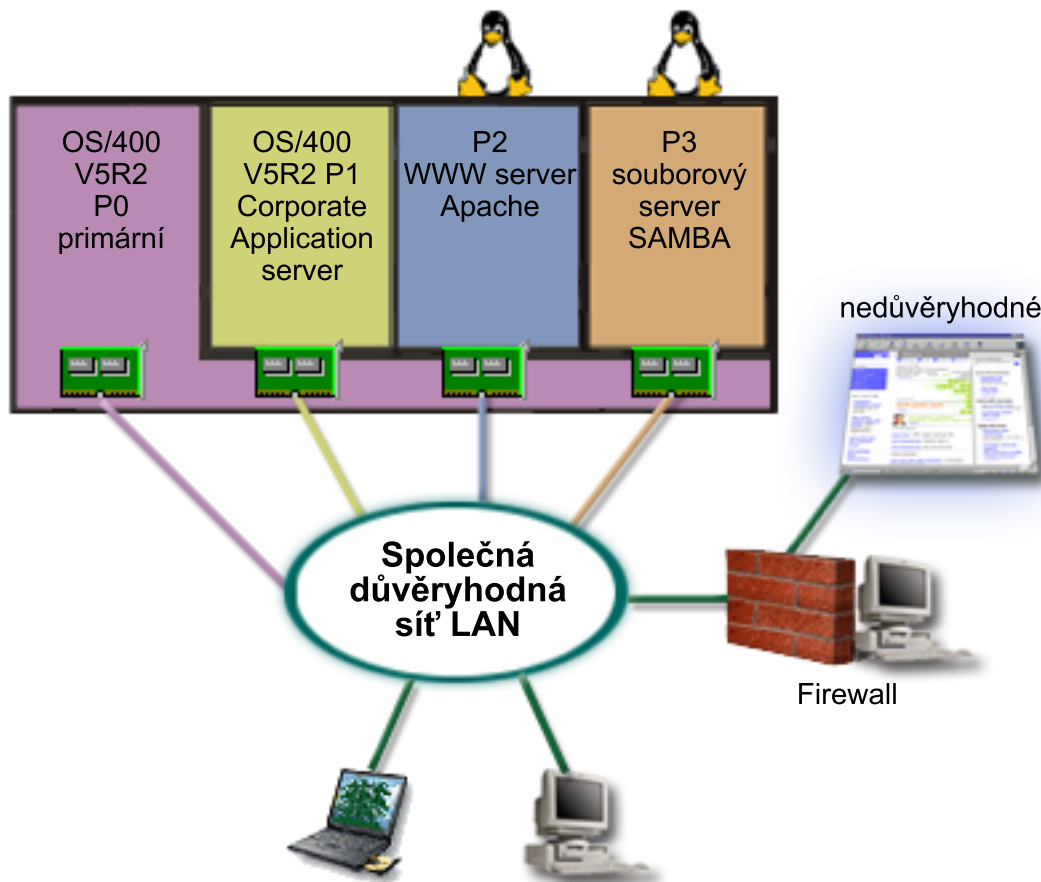 OS/400
V5R2
P0
primární
OS/400
V5R2 P1
Corporate
Application
server
P2
WWW server
Apache
P3
souborový
server
SAMBA
nedůvěryhodné
Společná
důvěryhodná
síť LAN
Firewall